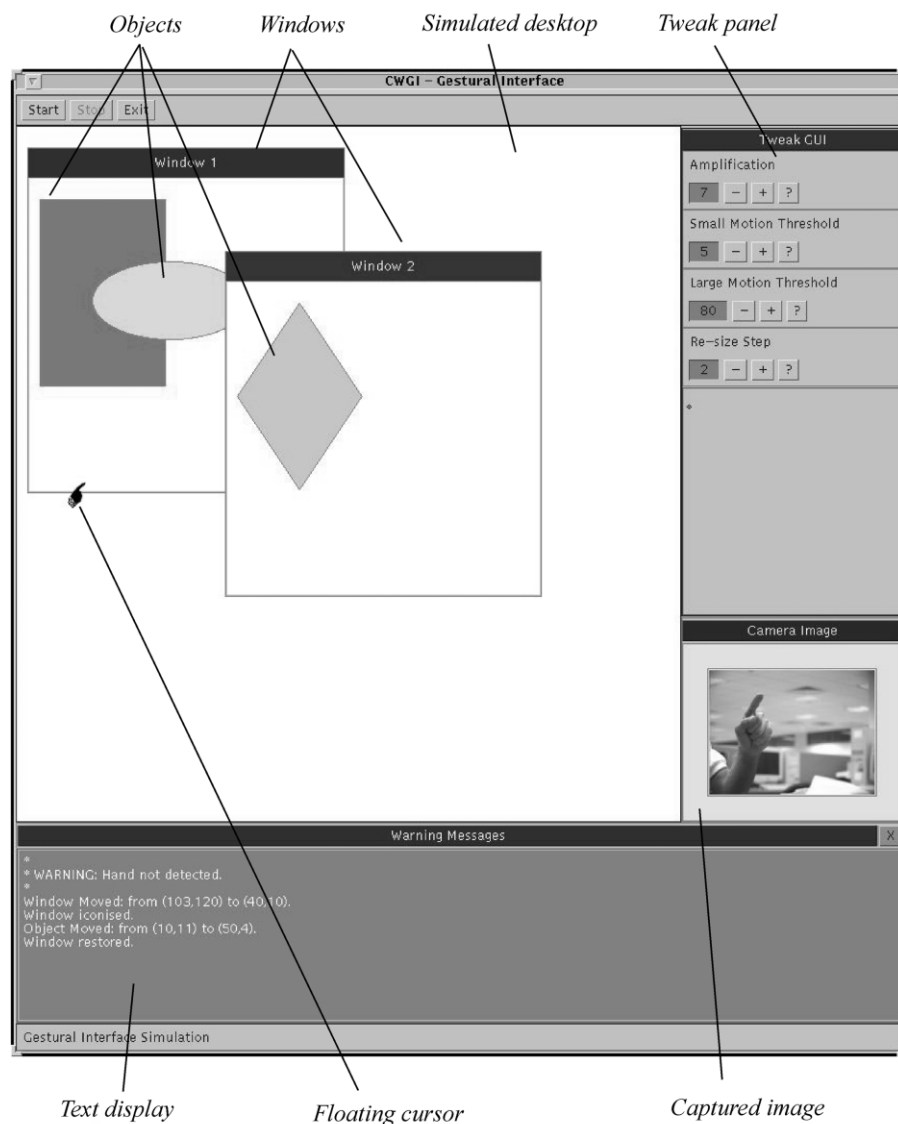 Objects Windows Simulated desktop Tweak panel
CWGI – Gestural Interface
Start Stop Exit
Tweak GUI
Window 1
Amplification
7 − + ?
Small Motion Threshold
5 − + ?
Window 2
Large Motion Threshold
80 − + ?
Re-size Step
2 − + ?
*
Camera Image
Warning Messages X
*
* WARNING: Hand not detected.
*
Window Moved: from (103,120) to (40,10).
Window iconised.
Object Moved: from (10,11) to (50,4).
Window restored.
Gestural Interface Simulation
Text display Floating cursor Captured image